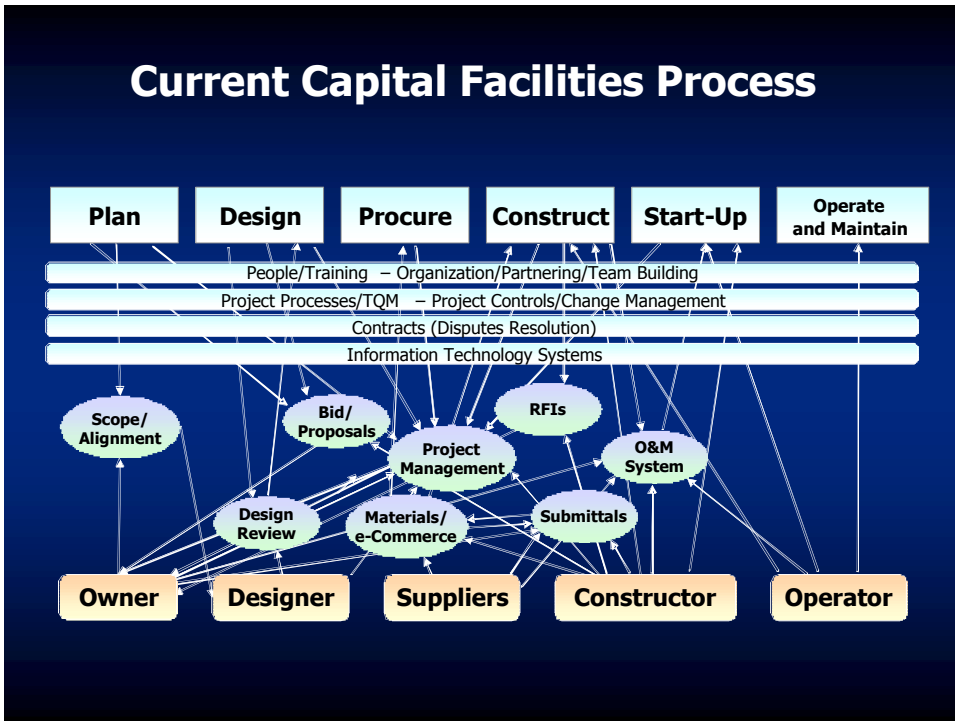 Current Capital Facilities Process
Plan
Design
Procure
Construct
Start-Up
Operate
and Maintain
People/Training – Organization/Partnering/Team Building
Project Processes/TQM – Project Controls/Change Management
Contracts (Disputes Resolution)
Information Technology Systems
Scope/
Alignment
Bid/
Proposals
RFIs
Project
Management
O&M
System
Design
Review
Materials/
e-Commerce
Submittals
Owner
Designer
Suppliers
Constructor
Operator